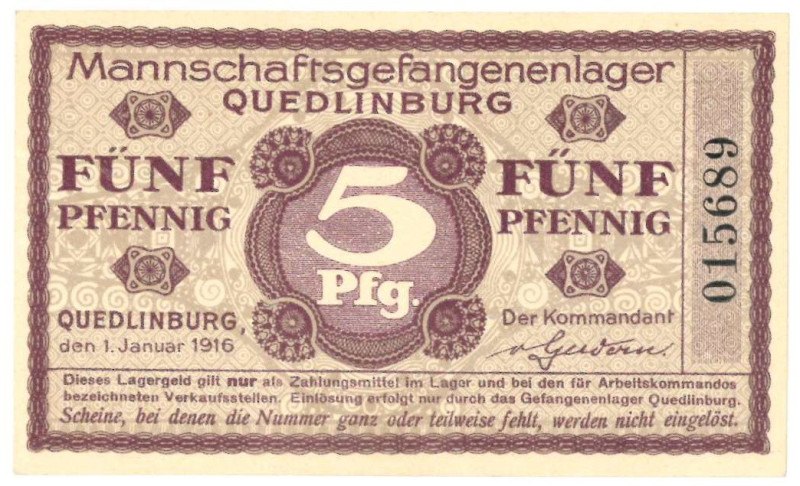 Mannschaftsgefangenenlager
QUEDLINBURG
FÜNF
PFENNIG
5
Pfg.
FÜNF
PFENNIG
015689
QUEDLINBURG,
den 1. Januar 1916
Der Kommandant
Dieses Lagergeld gilt nur als Zahlungsmittel im Lager und bei den für Arbeitskommandos
bezeichneten Verkaufsstellen. Einlösung erfolgt nur durch das Gefangenenlager Quedlinburg.
Scheine, bei denen die Nummer ganz oder teilweise fehlt, werden nicht eingelöst.